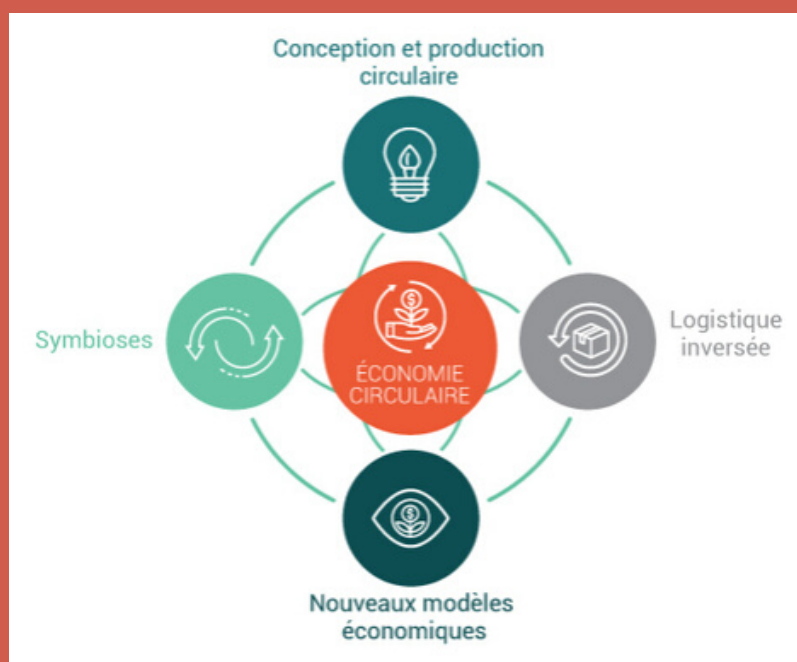 Conception et production
circulaire
Symbioses
ÉCONOMIE
CIRCULAIRE
Logistique
inversée
Nouveaux modèles
économiques